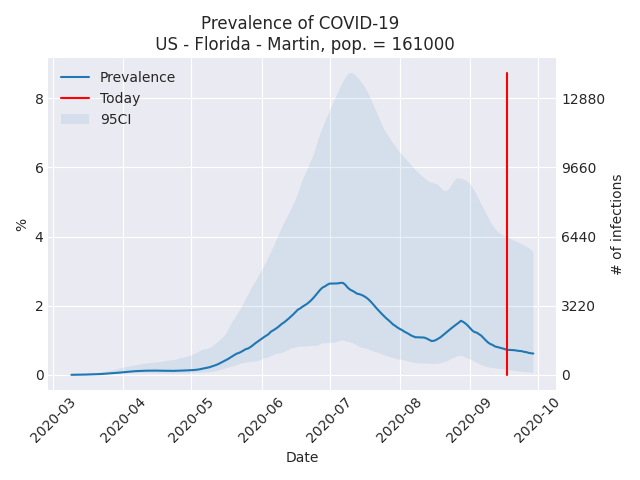 Prevalence of COVID-19
US - Florida - Martin, pop. = 161000
Prevalence
Today
95CI
%
8
6
4
2
0
12880
9660
6440
3220
0
# of infections
2020-03
2020-04
2020-05
2020-06
2020-07
2020-08
2020-09
2020-10
Date